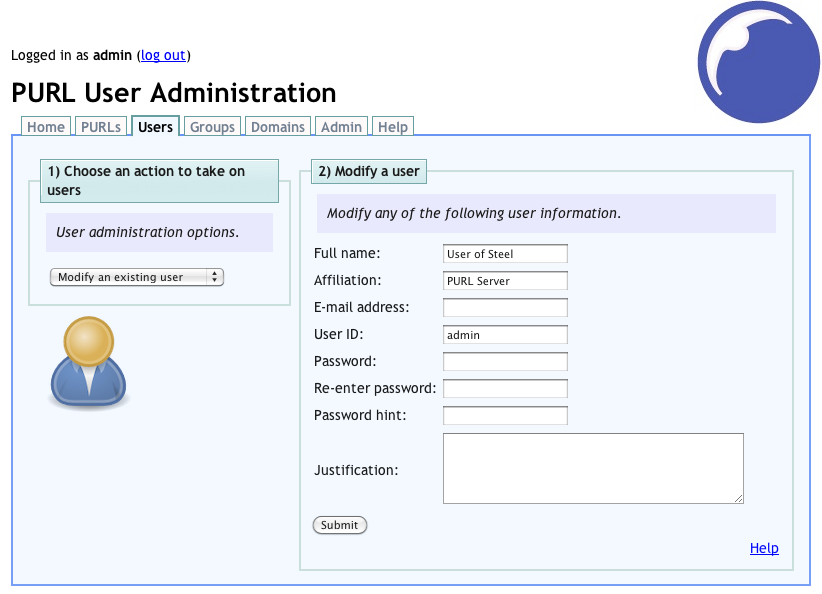 Logged in as admin (log out)
PURL User Administration
Home PURLs Users Groups Domains Admin Help
1) Choose an action to take on
users
User administration options.
Modify an existing user
2) Modify a user
Modify any of the following user information.
Full name: User of Steel
Affiliation: PURL Server
E-mail address:
User ID: admin
Password:
Re-enter password:
Password hint:
Justification:
Submit
Help